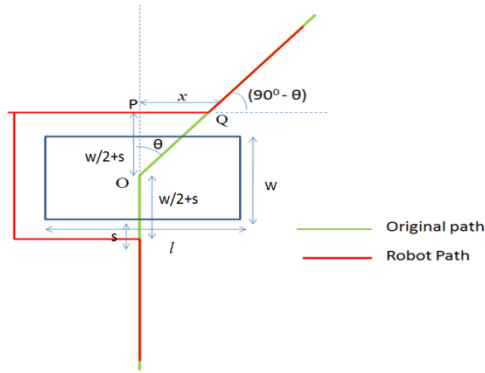 P
x
(90⁰ - θ)
Q
θ
w/2+s
O
w/2+s
w
s
l
Original path
Robot Path